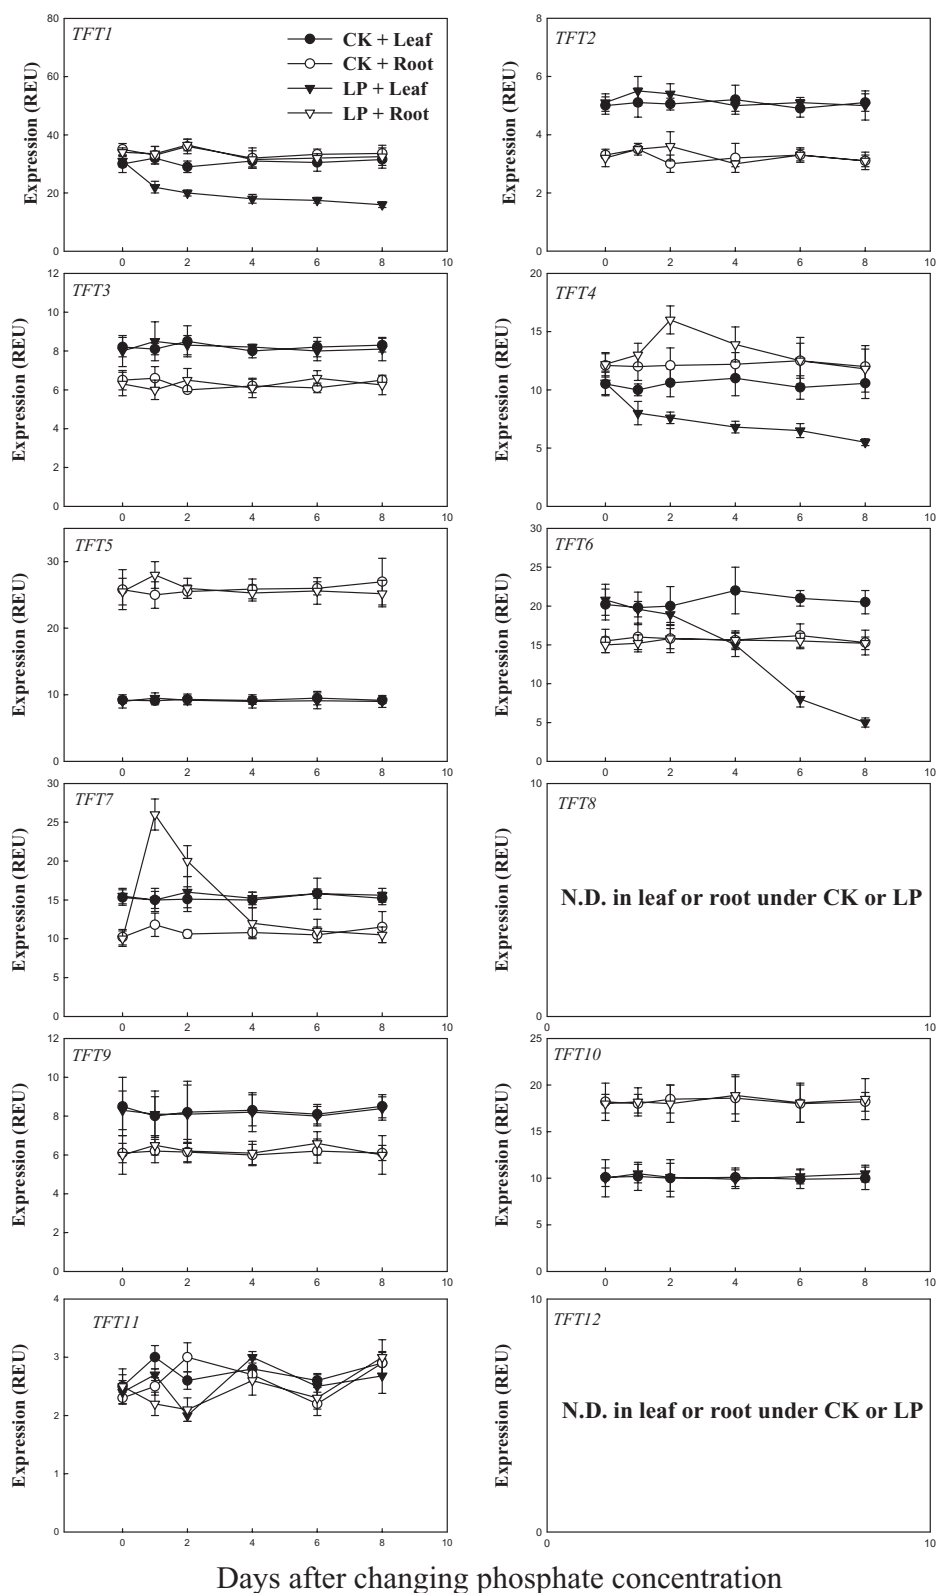 TFT1
CK + Leaf
CK + Root
LP + Leaf
LP + Root
Expression (REU)
80
60
40
20
0
0 2 4 6 8 10
TFT2
Expression (REU)
8
6
4
2
0
0 2 4 6 8 10
TFT3
Expression (REU)
12
10
8
6
4
2
0
0 2 4 6 8 10
TFT4
Expression (REU)
20
15
10
5
0
0 2 4 6 8 10
TFT5
Expression (REU)
30
20
10
0
0 2 4 6 8 10
TFT6
Expression (REU)
30
25
20
15
10
5
0
0 2 4 6 8 10
TFT7
Expression (REU)
30
25
20
15
10
5
0
0 2 4 6 8 10
TFT8
Expression (REU)
10
N.D. in leaf or root under CK or LP
0
0 10
TFT9
Expression (REU)
12
10
8
6
4
2
0
0 2 4 6 8 10
TFT10
Expression (REU)
25
20
15
10
5
0
0 2 4 6 8 10
TFT11
Expression (REU)
4
3
2
1
0
0 2 4 6 8 10
TFT12
Expression (REU)
10
N.D. in leaf or root under CK or LP
0
0 10
Days after changing phosphate concentration